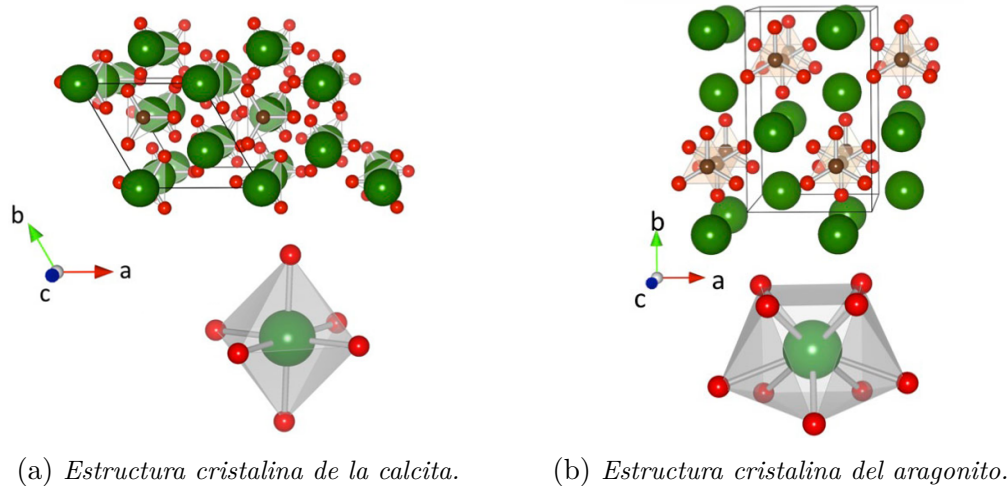 b
a
c
b
a
c
(a) Estructura cristalina de la calcita.
(b) Estructura cristalina del aragonito.